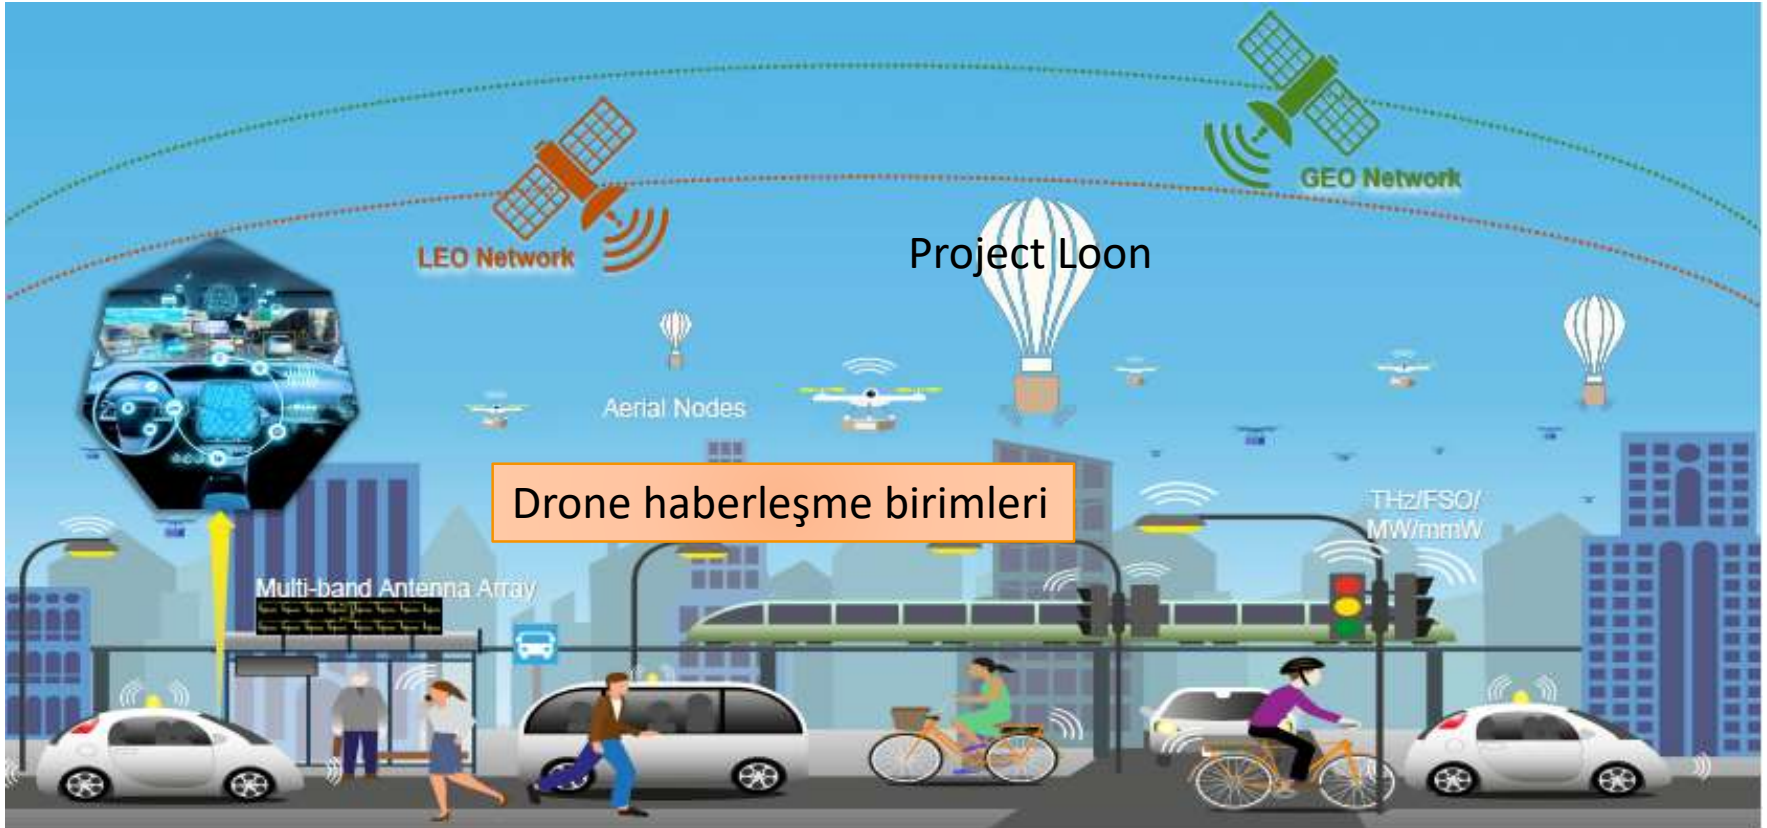 GEO Network
LEO Network
Project Loon
Aerial Nodes
Drone haberleşme birimleri
THz/FSO/
MW/mmW
Multi-band Antenna Array